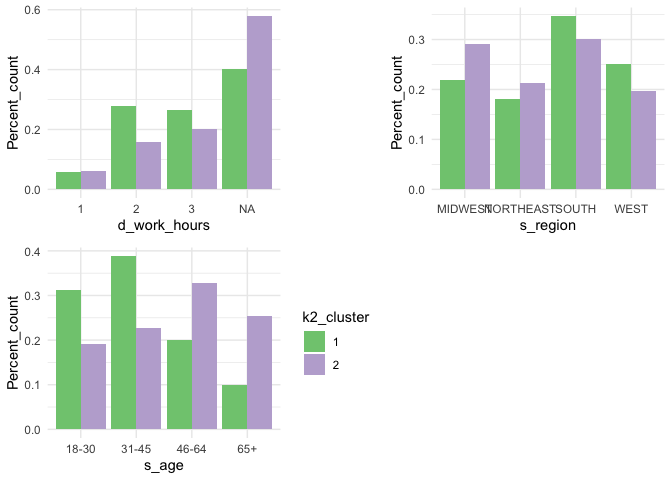 0.6
0.4
0.2
0.0
Percent_count
1 2 3 NA
d_work_hours
0.3
0.2
0.1
0.0
Percent_count
MIDWEST NORTHEAST SOUTH WEST
s_region
0.4
0.3
0.2
0.1
0.0
Percent_count
18-30 31-45 46-64 65+
s_age
k2_cluster
1
2